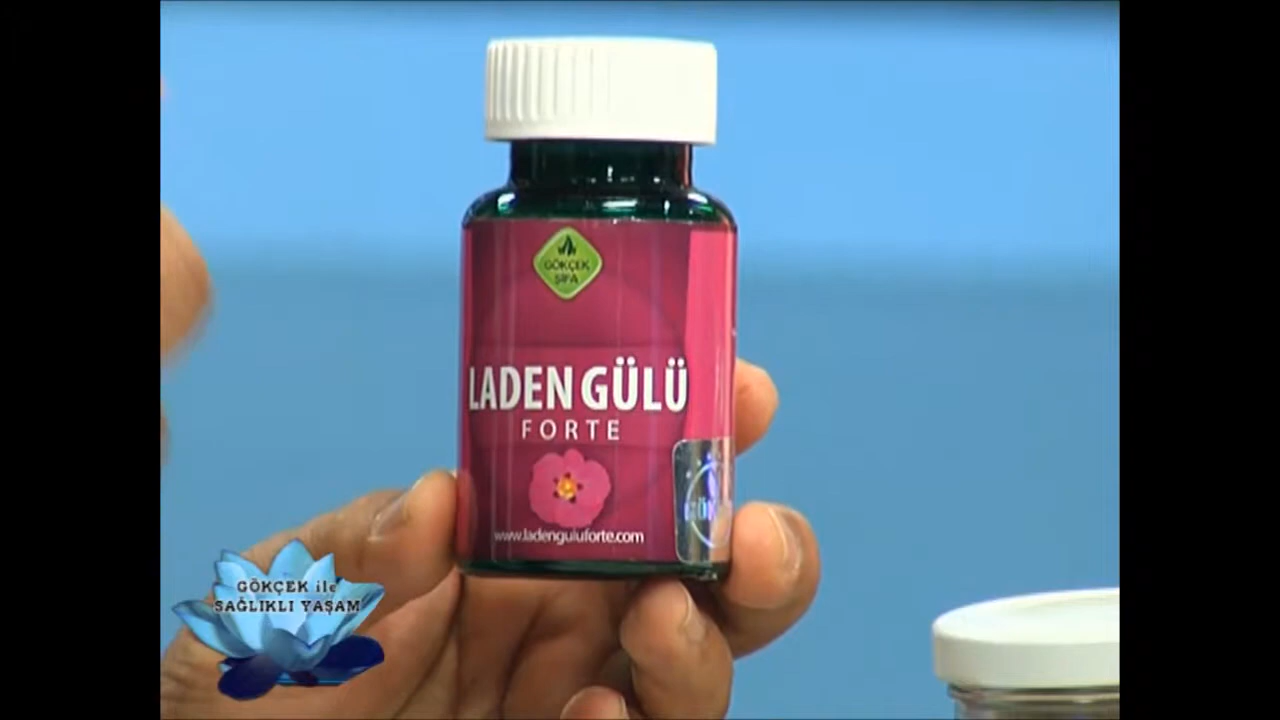 GÖKÇEK
ŞİFA
LADEN GÜLÜ
FORTE
www.ladenguluforte.com
GÖKÇEK ile
SAĞLIKLI YAŞAM